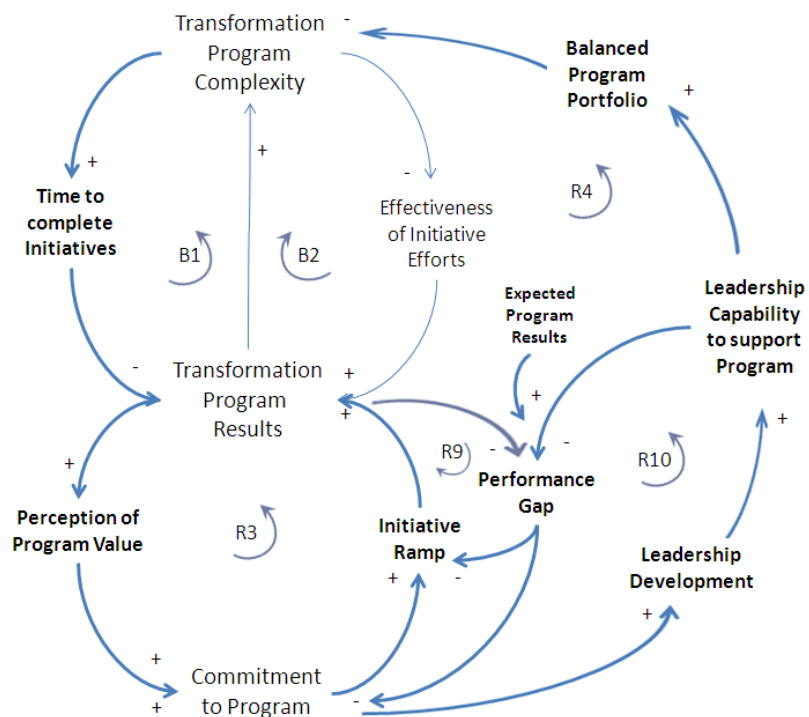 Transformation
Program
Complexity
-
Balanced
Program
Portfolio
+
+
+
-
Time to
complete
Initiatives
Effectiveness
of Initiative
Efforts
R4
B1
B2
Expected
Program
Results
Leadership
Capability
to support
Program
-
Transformation
Program
Results
+
+
+
+
+
R9
-
-
R10
Performance
Gap
Perception of
Program Value
R3
Initiative
Ramp
+
-
Leadership
Development
+
+
+
Commitment
to Program
-